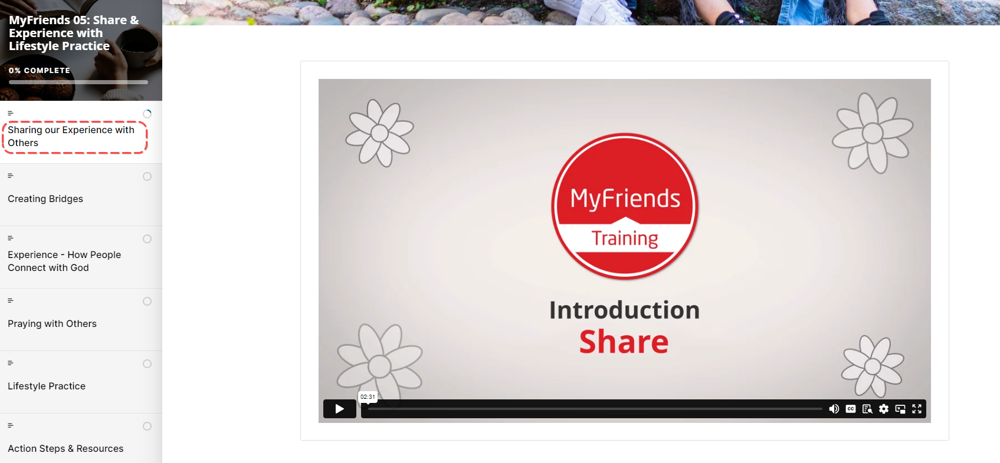 MyFriends 05: Share &
Experience with
Lifestyle Practice
0% COMPLETE
Sharing our Experience with
Others
Creating Bridges
Experience - How People
Connect with God
Praying with Others
Lifestyle Practice
Action Steps & Resources
MyFriends
Training
Introduction
Share
02:31
CC